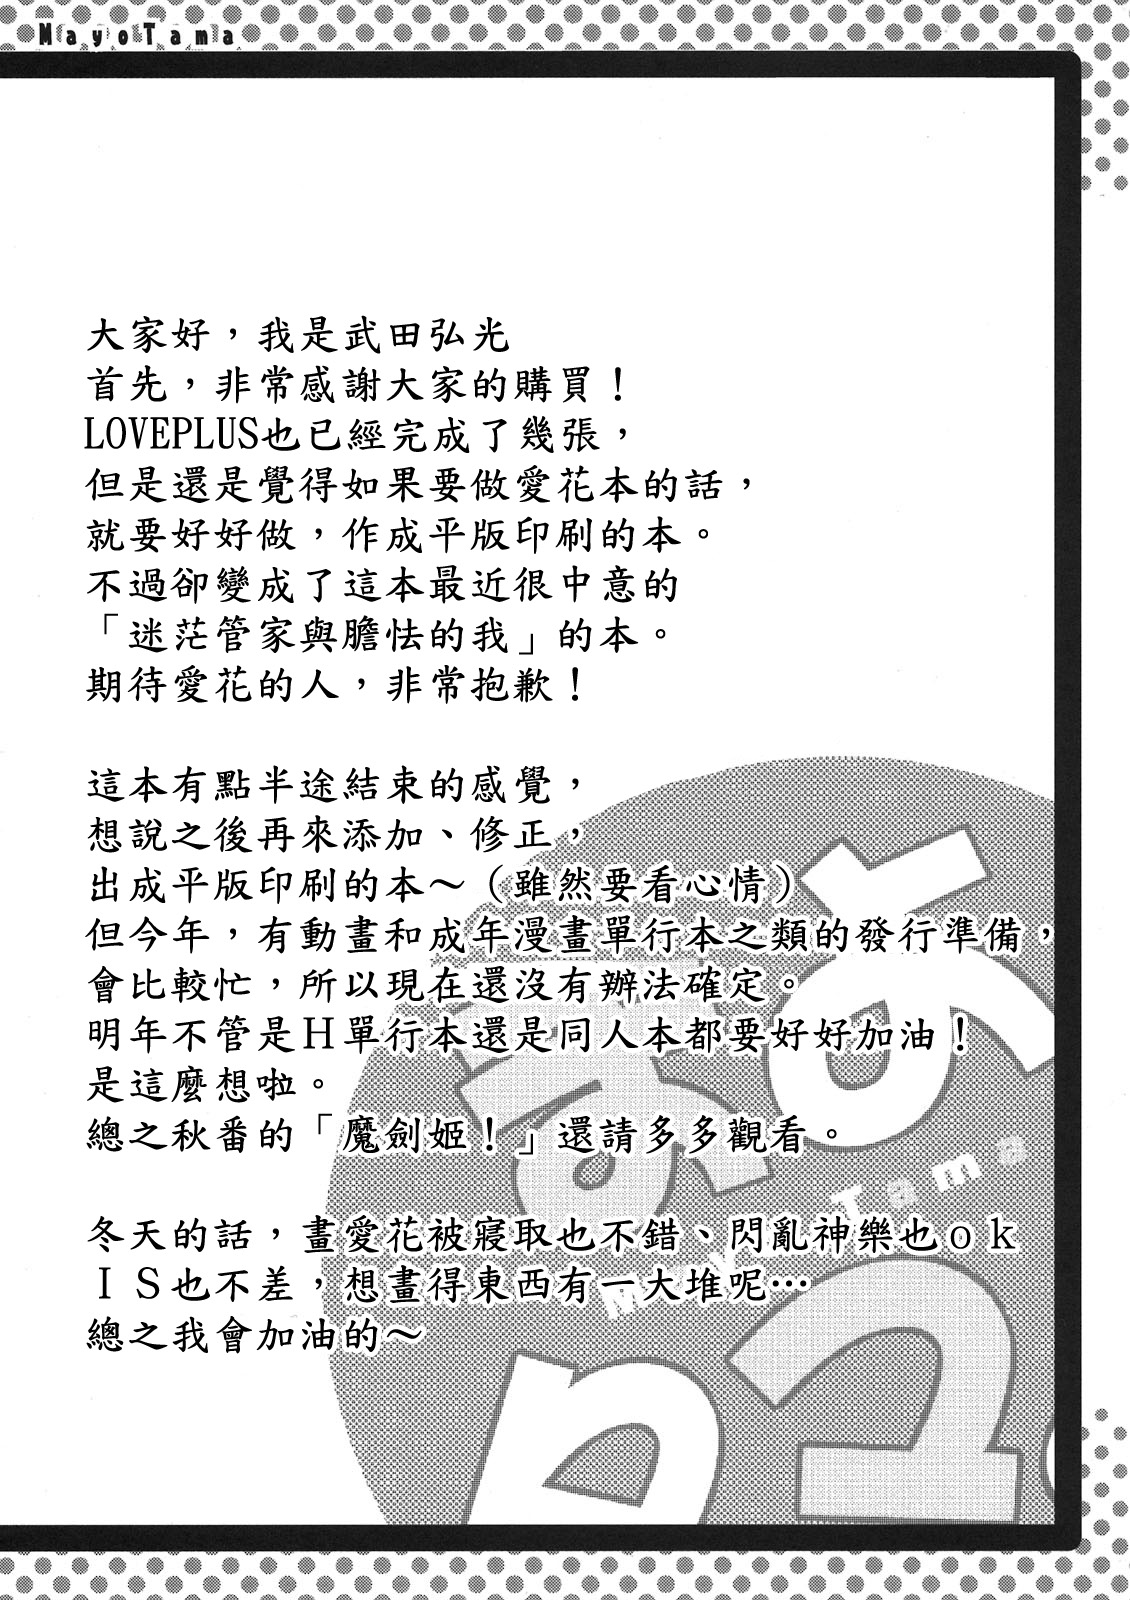 MayoTama
大家好，我是武田弘光
首先，非常感謝大家的購買！
LOVEPLUS也已經完成了幾張，
但是還是覺得如果要做愛花本的話，
就要好好做，作成平版印刷的本。
不過卻變成了這本最近很中意的
「迷茫管家與膽怯的我」的本。
期待愛花的人，非常抱歉！
這本有點半途結束的感覺，
想說之後再來添加、修正，
出成平版印刷的本～（雖然要看心情）
但今年，有動畫和成年漫畫單行本之類的發行準備，
會比較忙，所以現在還沒有辦法確定。
明年不管是Ｈ單行本還是同人本都要好好加油！
是這麼想啦。
總之秋番的「魔劍姬！」還請多多觀看。
冬天的話，畫愛花被寢取也不錯、閃亂神樂也ｏｋ
ＩＳ也不差，想畫得東西有一大堆呢…
總之我會加油的～